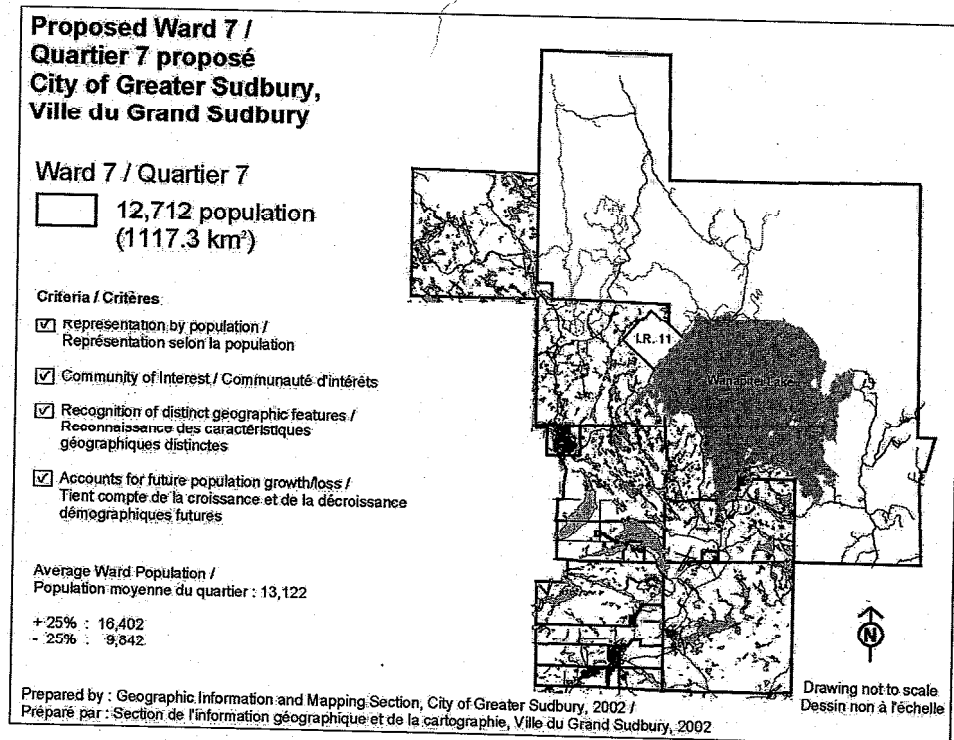 Proposed Ward 7 /
Quartier 7 proposé
City of Greater Sudbury,
Ville du Grand Sudbury
Ward 7 / Quartier 7
12,712 population
(1117.3 km²)
Criteria / Critères
Representation by population /
Représentation selon la population
Community of Interest / Communauté d'intérêts
Recognition of distinct geographic features /
Reconnaissance des caractéristiques
géographiques distinctes
Accounts for future population growth/loss /
Tient compte de la croissance et de la décroissance
démographiques futures
Average Ward Population /
Population moyenne du quartier : 13,122
+ 25% : 16,402
- 25% : 9,842
I.R. 11
Wanapitei Lake
N
Drawing not to scale
Dessin non à l'échelle
Prepared by : Geographic Information and Mapping Section, City of Greater Sudbury, 2002 /
Préparé par : Section de l'information géographique et de la cartographie, Ville du Grand Sudbury, 2002